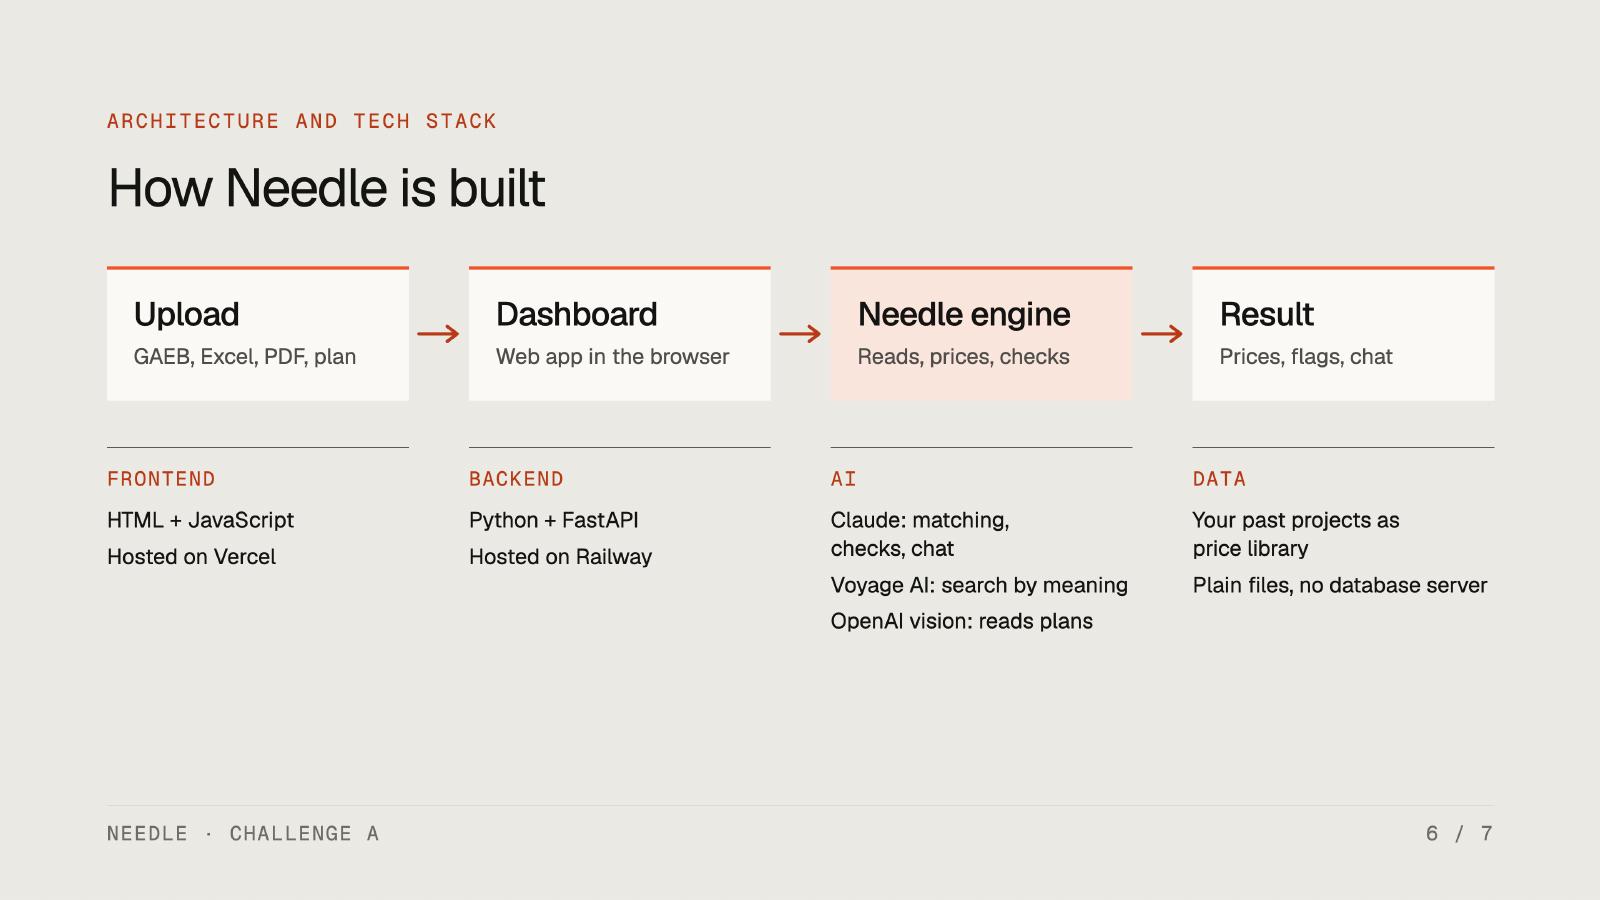 ARCHITECTURE AND TECH STACK
How Needle is built
Upload
GAEB, Excel, PDF, plan
Dashboard
Web app in the browser
Needle engine
Reads, prices, checks
Result
Prices, flags, chat
FRONTEND
HTML + JavaScript
Hosted on Vercel
BACKEND
Python + FastAPI
Hosted on Railway
AI
Claude: matching,
checks, chat
Voyage AI: search by meaning
OpenAI vision: reads plans
DATA
Your past projects as
price library
Plain files, no database server
NEEDLE · CHALLENGE A
6 / 7